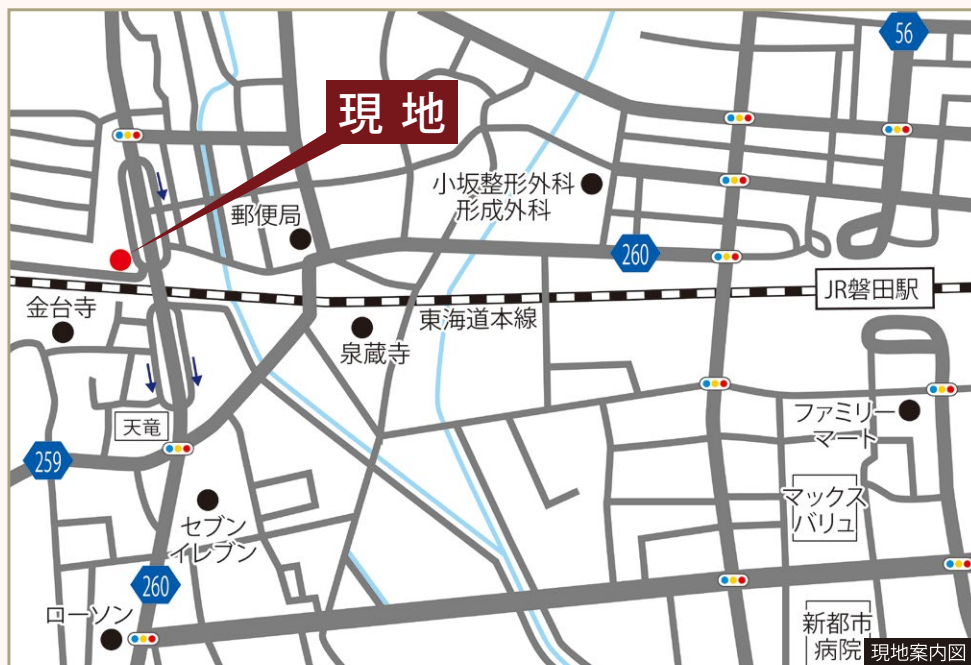 56
現 地
小坂整形外科
形成外科
郵便局
260
JR磐田駅
金台寺
東海道本線
泉蔵寺
ファミリー
マート
天竜
259
マックス
バリュ
セブン
イレブン
260
ローソン
新都市
病院
現地案内図